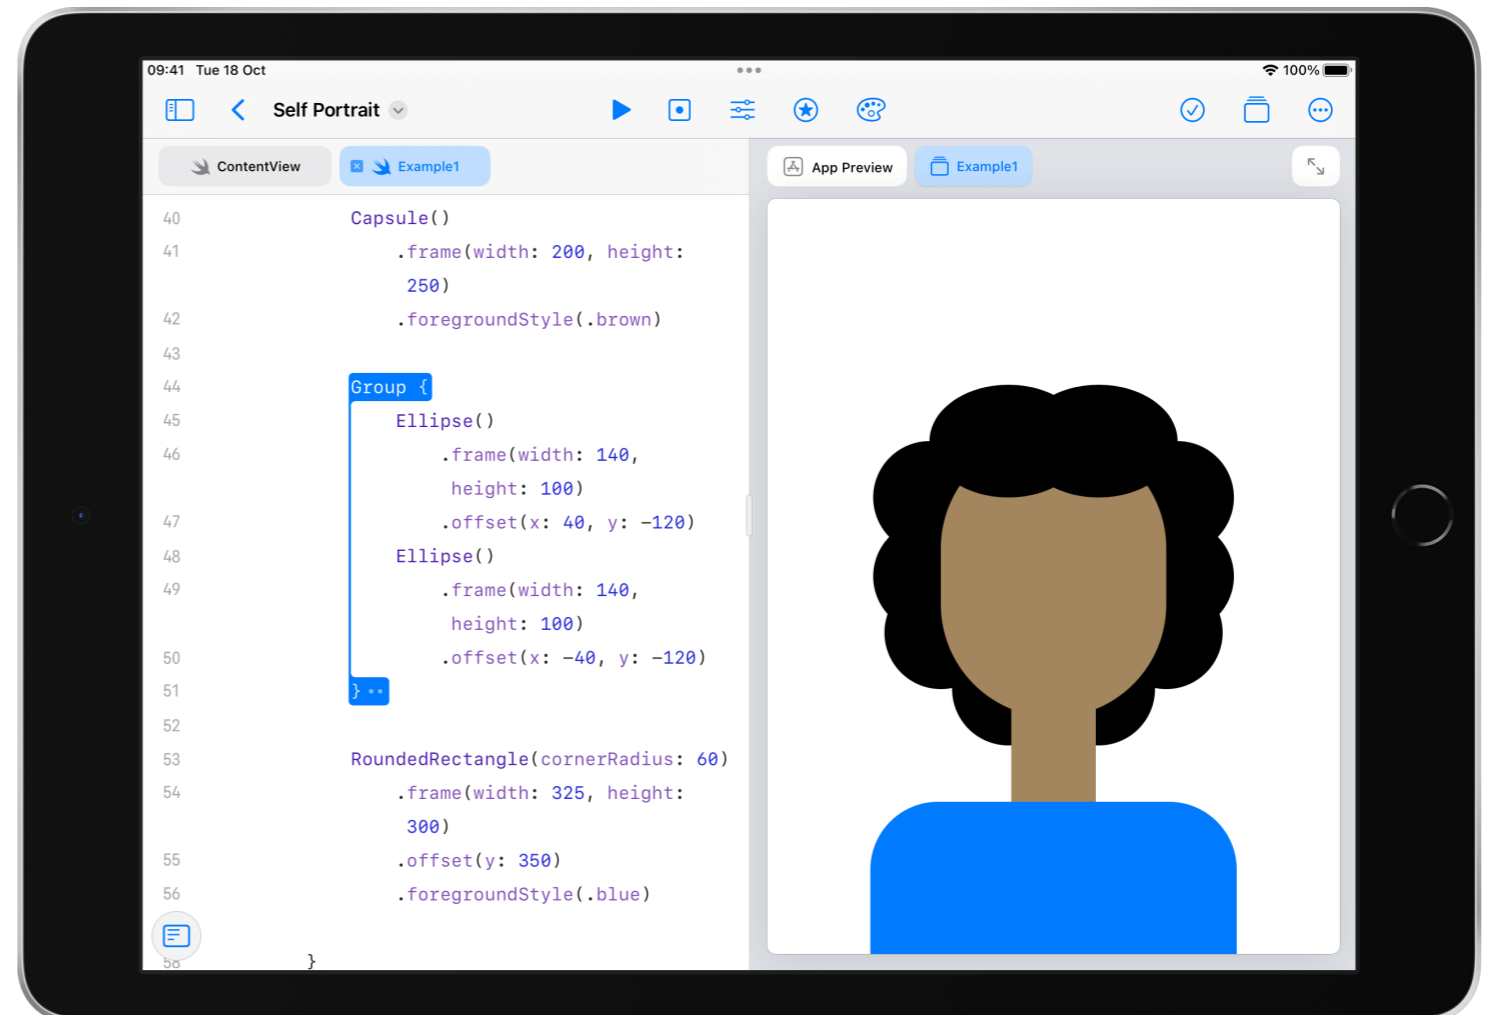 09:41 Tue 18 Oct
100%
Self Portrait
ContentView
Example1
App Preview
Example1
40 Capsule()
41 .frame(width: 200, height:
250)
42 .foregroundStyle(.brown)
43
44 Group {
45 Ellipse()
46 .frame(width: 140,
height: 100)
47 .offset(x: 40, y: -120)
48 Ellipse()
49 .frame(width: 140,
height: 100)
50 .offset(x: -40, y: -120)
51 }
52
53 RoundedRectangle(cornerRadius: 60)
54 .frame(width: 325, height:
300)
55 .offset(y: 350)
56 .foregroundStyle(.blue)
58 }